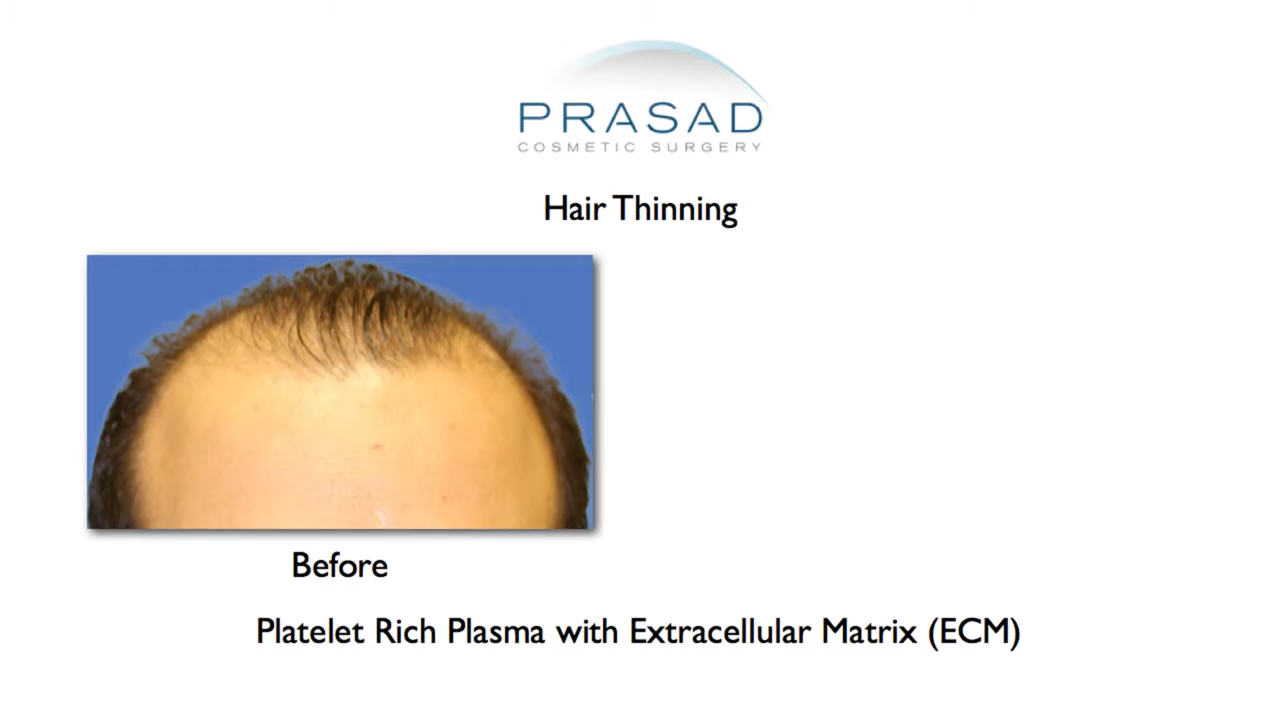 PRASAD
COSMETIC SURGERY
Hair Thinning
Before
Platelet Rich Plasma with Extracellular Matrix (ECM)